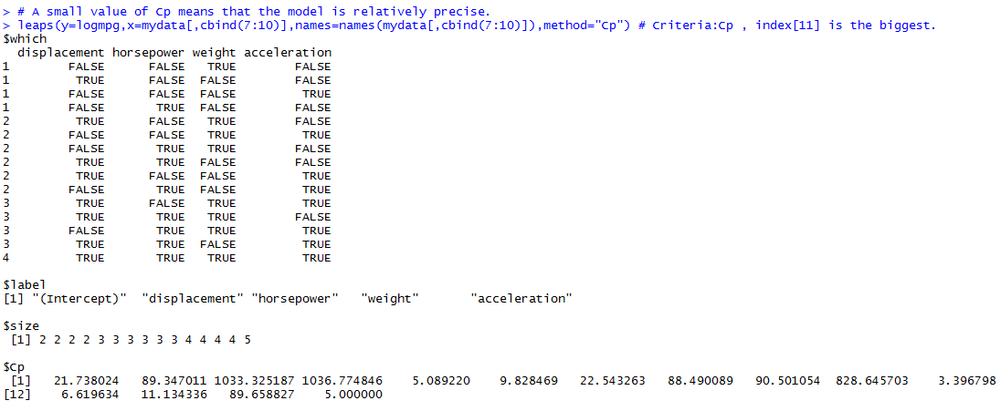 > # A small value of Cp means that the model is relatively precise.
> leaps(y=logmpg,x=mydata[,cbind(7:10)],names=names(mydata[,cbind(7:10)]),method="Cp") # Criteria:Cp , index[11] is the biggest.
$which
  displacement horsepower weight acceleration
1        FALSE      FALSE   TRUE        FALSE
1         TRUE      FALSE  FALSE        FALSE
1        FALSE      FALSE  FALSE         TRUE
1        FALSE       TRUE  FALSE        FALSE
2         TRUE      FALSE   TRUE        FALSE
2        FALSE      FALSE   TRUE         TRUE
2        FALSE       TRUE   TRUE        FALSE
2         TRUE       TRUE  FALSE        FALSE
2         TRUE      FALSE  FALSE         TRUE
2        FALSE       TRUE  FALSE         TRUE
3         TRUE      FALSE   TRUE         TRUE
3         TRUE       TRUE   TRUE        FALSE
3        FALSE       TRUE   TRUE         TRUE
3         TRUE       TRUE  FALSE         TRUE
4         TRUE       TRUE   TRUE         TRUE

$label
[1] "(Intercept)"  "displacement" "horsepower"   "weight"       "acceleration"

$size
 [1] 2 2 2 2 3 3 3 3 3 3 4 4 4 4 5

$Cp
 [1]   21.738024   89.347011 1033.325187 1036.774846    5.089220    9.828469   22.543263   88.490089   90.501054  828.645703    3.396798
[12]    6.619634   11.134336   89.658827    5.000000